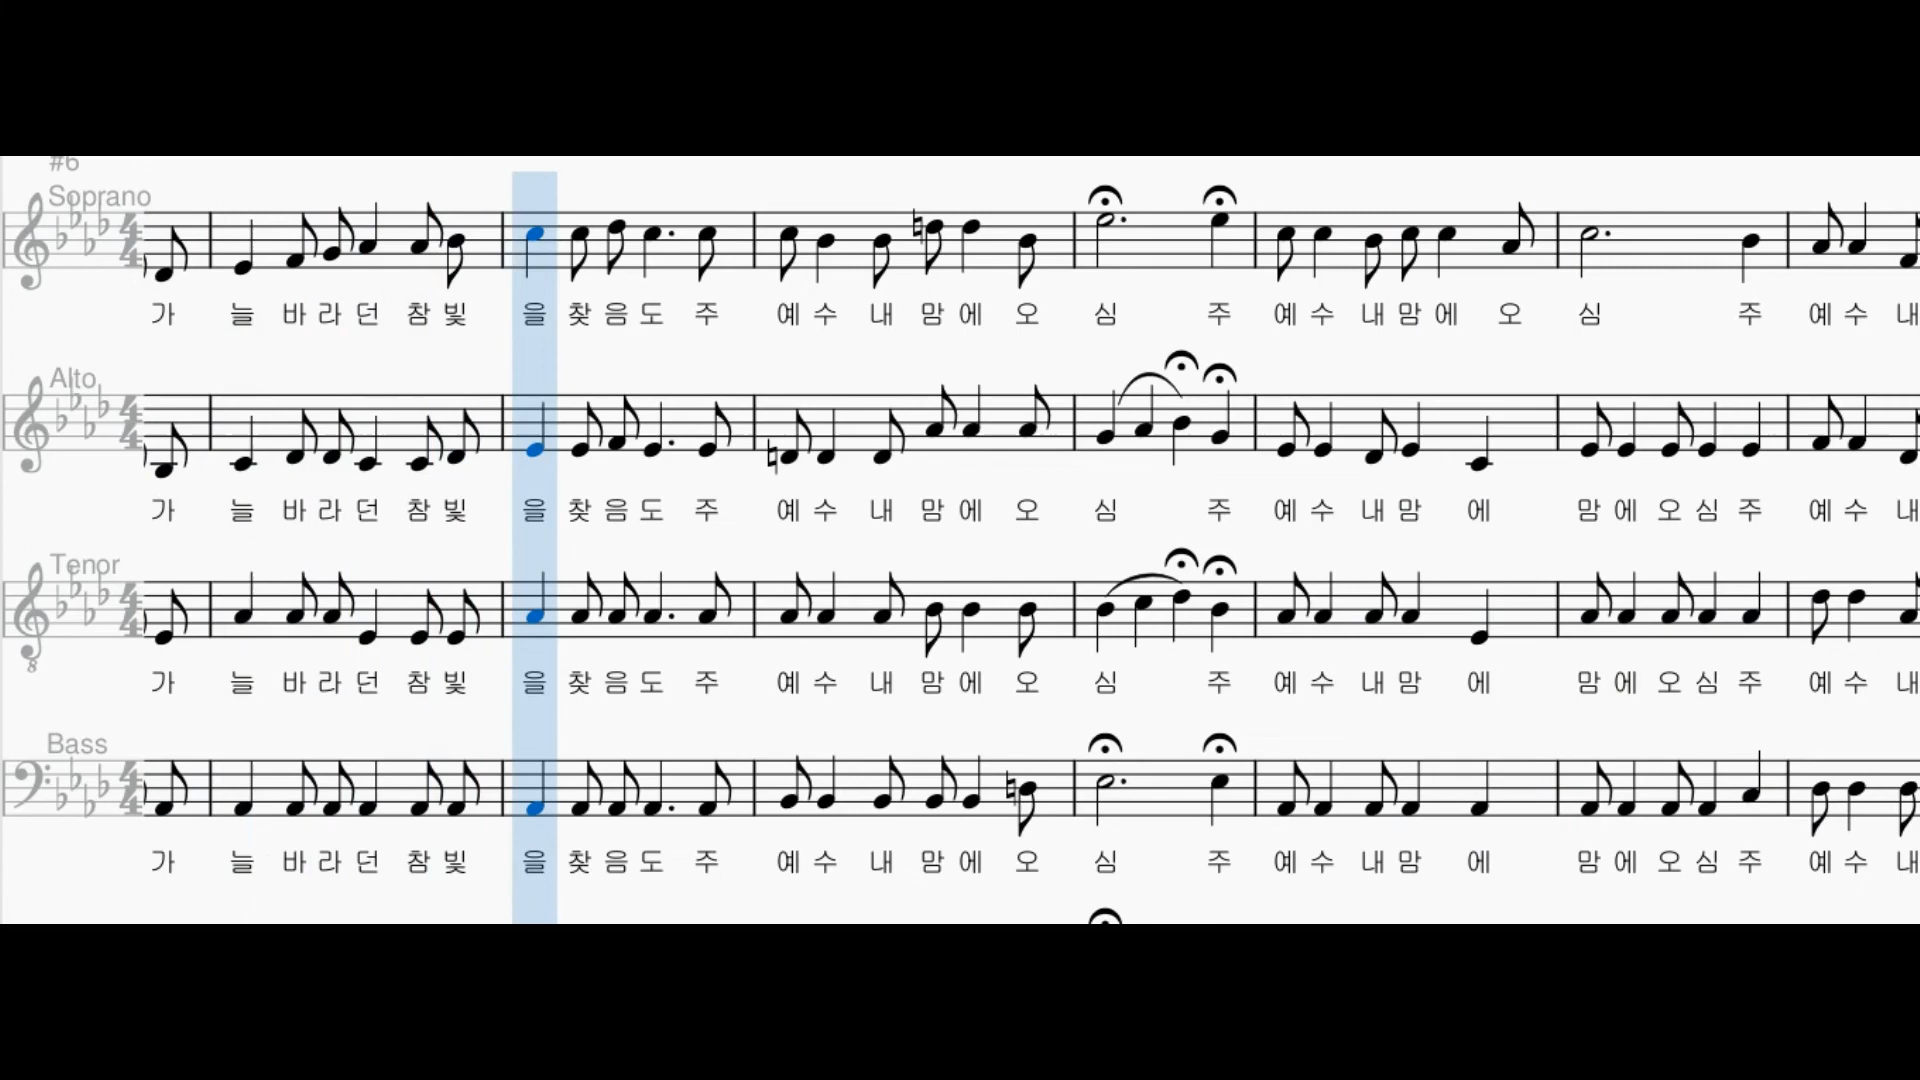 #6
Soprano
가 늘 바 라 던 참 빛 을 찾 음 도 주 예 수 내 맘 에 오 심 주 예 수 내 맘 에 오 심 주 예 수 내
Alto
가 늘 바 라 던 참 빛 을 찾 음 도 주 예 수 내 맘 에 오 심 주 예 수 내 맘 에 맘 에 오 심 주 예 수 내
Tenor
가 늘 바 라 던 참 빛 을 찾 음 도 주 예 수 내 맘 에 오 심 주 예 수 내 맘 에 맘 에 오 심 주 예 수 내
Bass
가 늘 바 라 던 참 빛 을 찾 음 도 주 예 수 내 맘 에 오 심 주 예 수 내 맘 에 맘 에 오 심 주 예 수 내